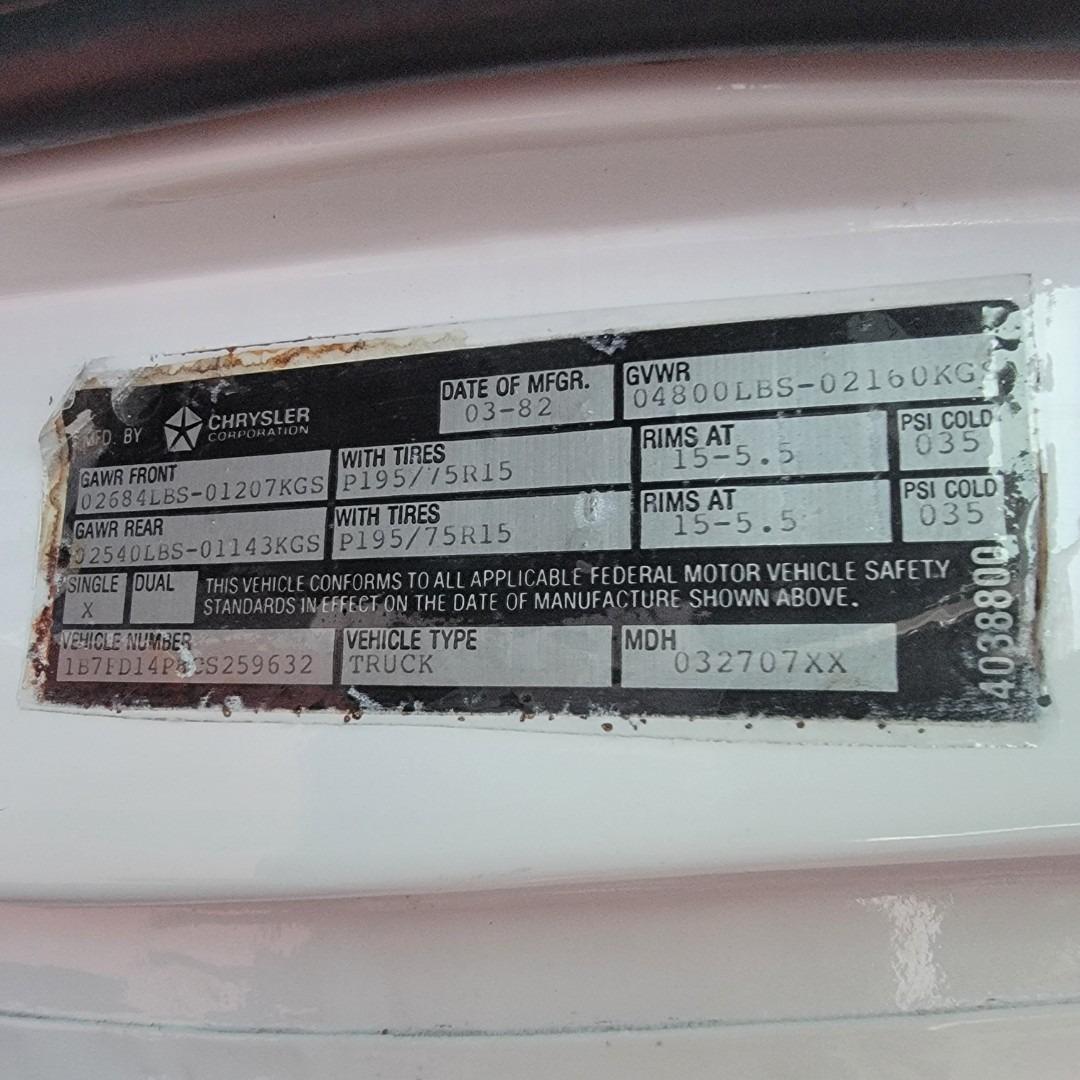 MFD. BY CHRYSLER CORPORATION
DATE OF MFGR. 03-82
GVWR 04800LBS-02160KGS
GAWR FRONT 02684LBS-01207KGS
WITH TIRES P195/75R15
RIMS AT 15-5.5
PSI COLD 035
GAWR REAR 02540LBS-01143KGS
WITH TIRES P195/75R15
RIMS AT 15-5.5
PSI COLD 035
SINGLE X
DUAL
THIS VEHICLE CONFORMS TO ALL APPLICABLE FEDERAL MOTOR VEHICLE SAFETY
STANDARDS IN EFFECT ON THE DATE OF MANUFACTURE SHOWN ABOVE.
VEHICLE NUMBER
VEHICLE TYPE TRUCK
MDH 032707XX
4038800